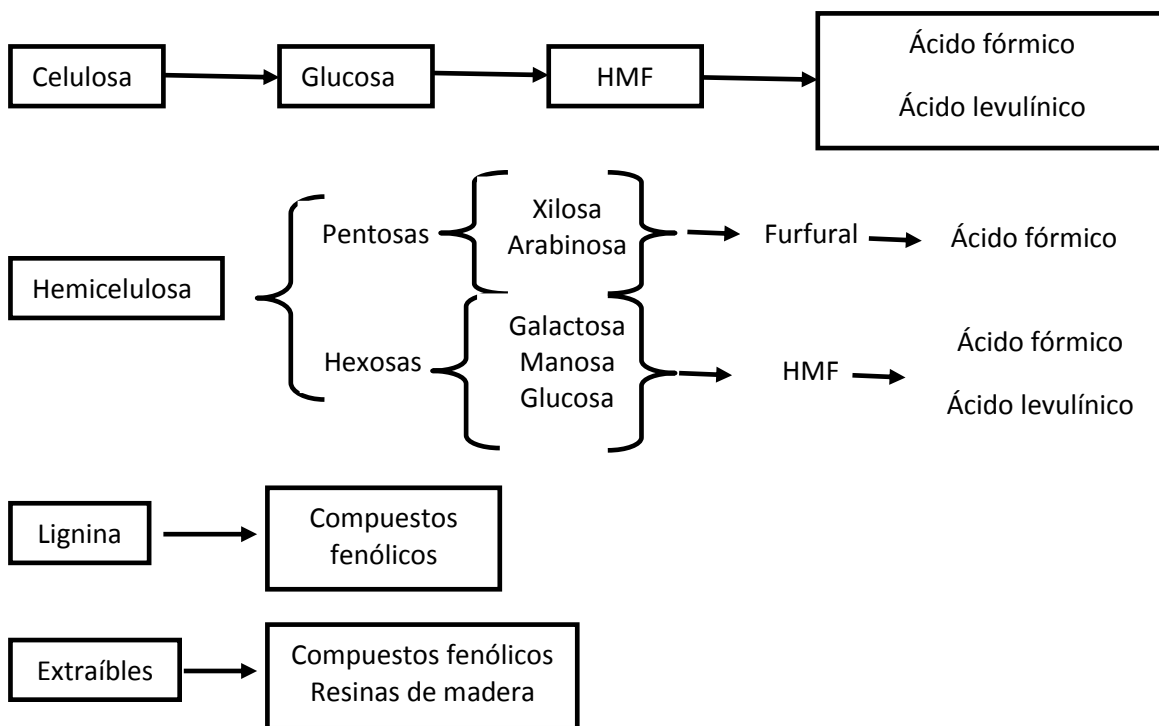 Celulosa
Glucosa
HMF
Ácido fórmico
Ácido levulínico
Hemicelulosa
Pentosas
Xilosa
Arabinosa
Furfural
Ácido fórmico
Hexosas
Galactosa
Manosa
Glucosa
HMF
Ácido fórmico
Ácido levulínico
Lignina
Compuestos
fenólicos
Extraíbles
Compuestos fenólicos
Resinas de madera